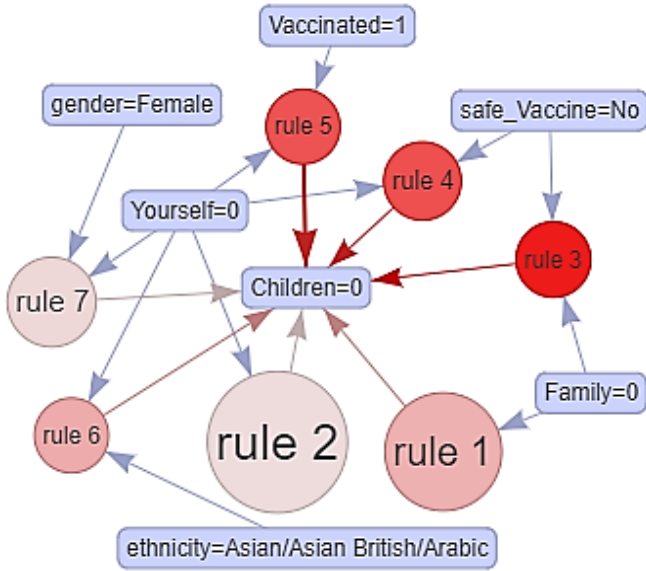 Vaccinated=1
gender=Female
safe_Vaccine=No
rule 5
rule 4
Yourself=0
rule 3
Children=0
rule 7
Family=0
rule 6
rule 2
rule 1
ethnicity=Asian/Asian British/Arabic